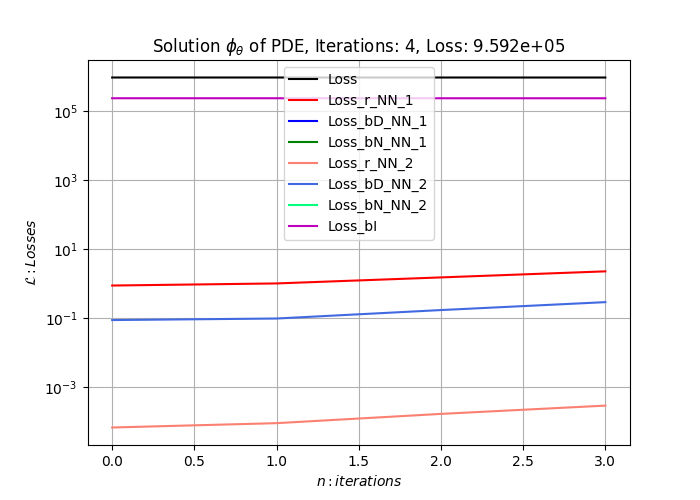 Solution $\phi_\theta$ of PDE, Iterations: 4, Loss: 9.592e+05
Loss
Loss_r_NN_1
Loss_bD_NN_1
Loss_bN_NN_1
Loss_r_NN_2
Loss_bD_NN_2
Loss_bN_NN_2
Loss_bI
10^5
10^3
10^1
10^−1
10^−3
ℒ : Losses
0.0 0.5 1.0 1.5 2.0 2.5 3.0
n : iterations